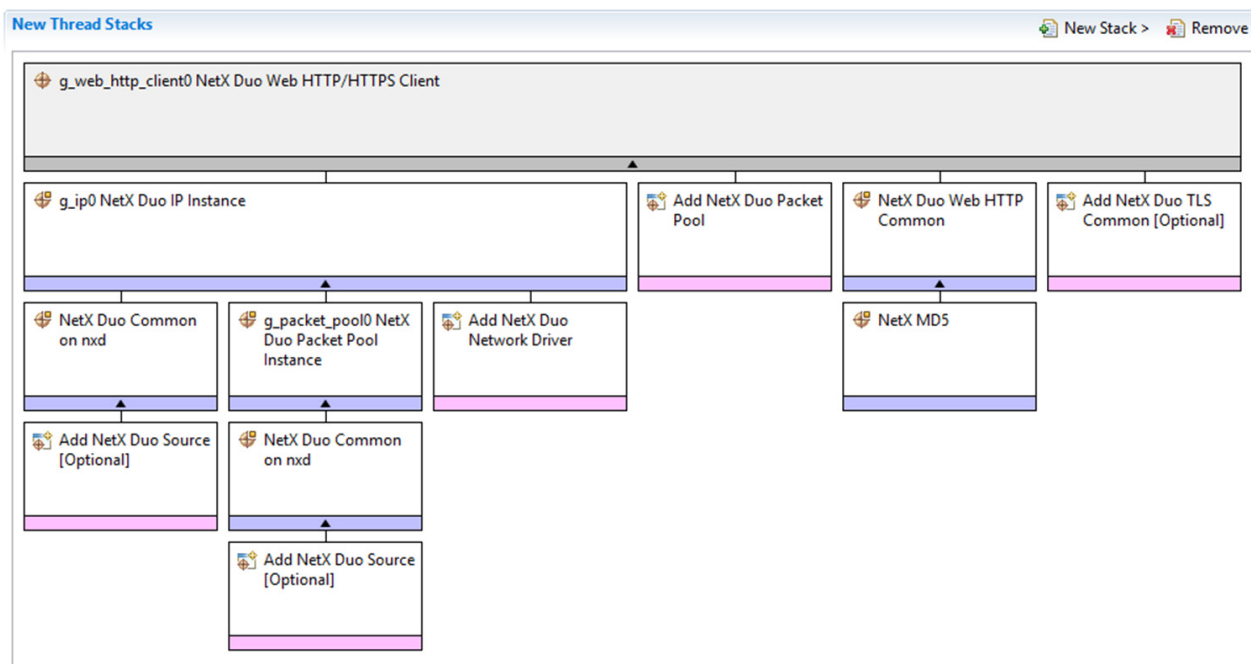 New Thread Stacks
New Stack > Remove
g_web_http_client0 NetX Duo Web HTTP/HTTPS Client
g_ip0 NetX Duo IP Instance
Add NetX Duo Packet
Pool
NetX Duo Web HTTP
Common
Add NetX Duo TLS
Common [Optional]
NetX Duo Common
on nxd
g_packet_pool0 NetX
Duo Packet Pool
Instance
Add NetX Duo
Network Driver
NetX MD5
Add NetX Duo Source
[Optional]
NetX Duo Common
on nxd
Add NetX Duo Source
[Optional]